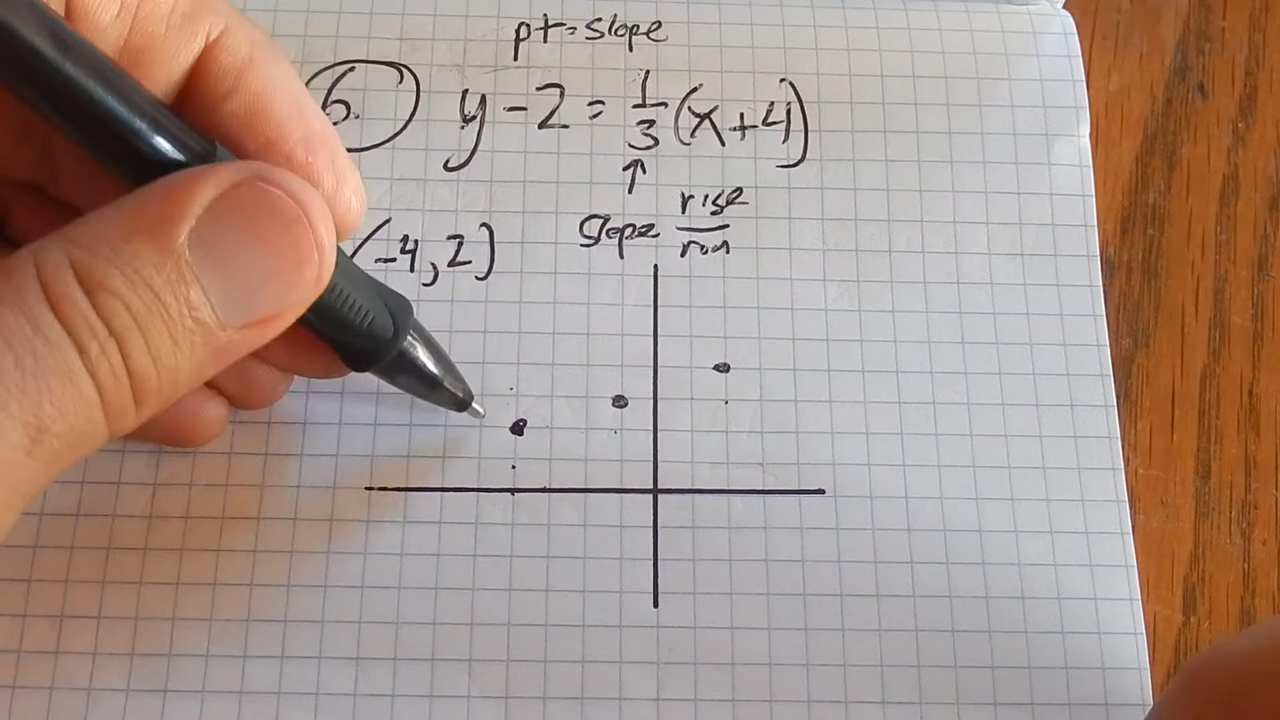 pt-slope
6. y-2=1/3(x+4)
↑
Slope rise/run
(-4,2)